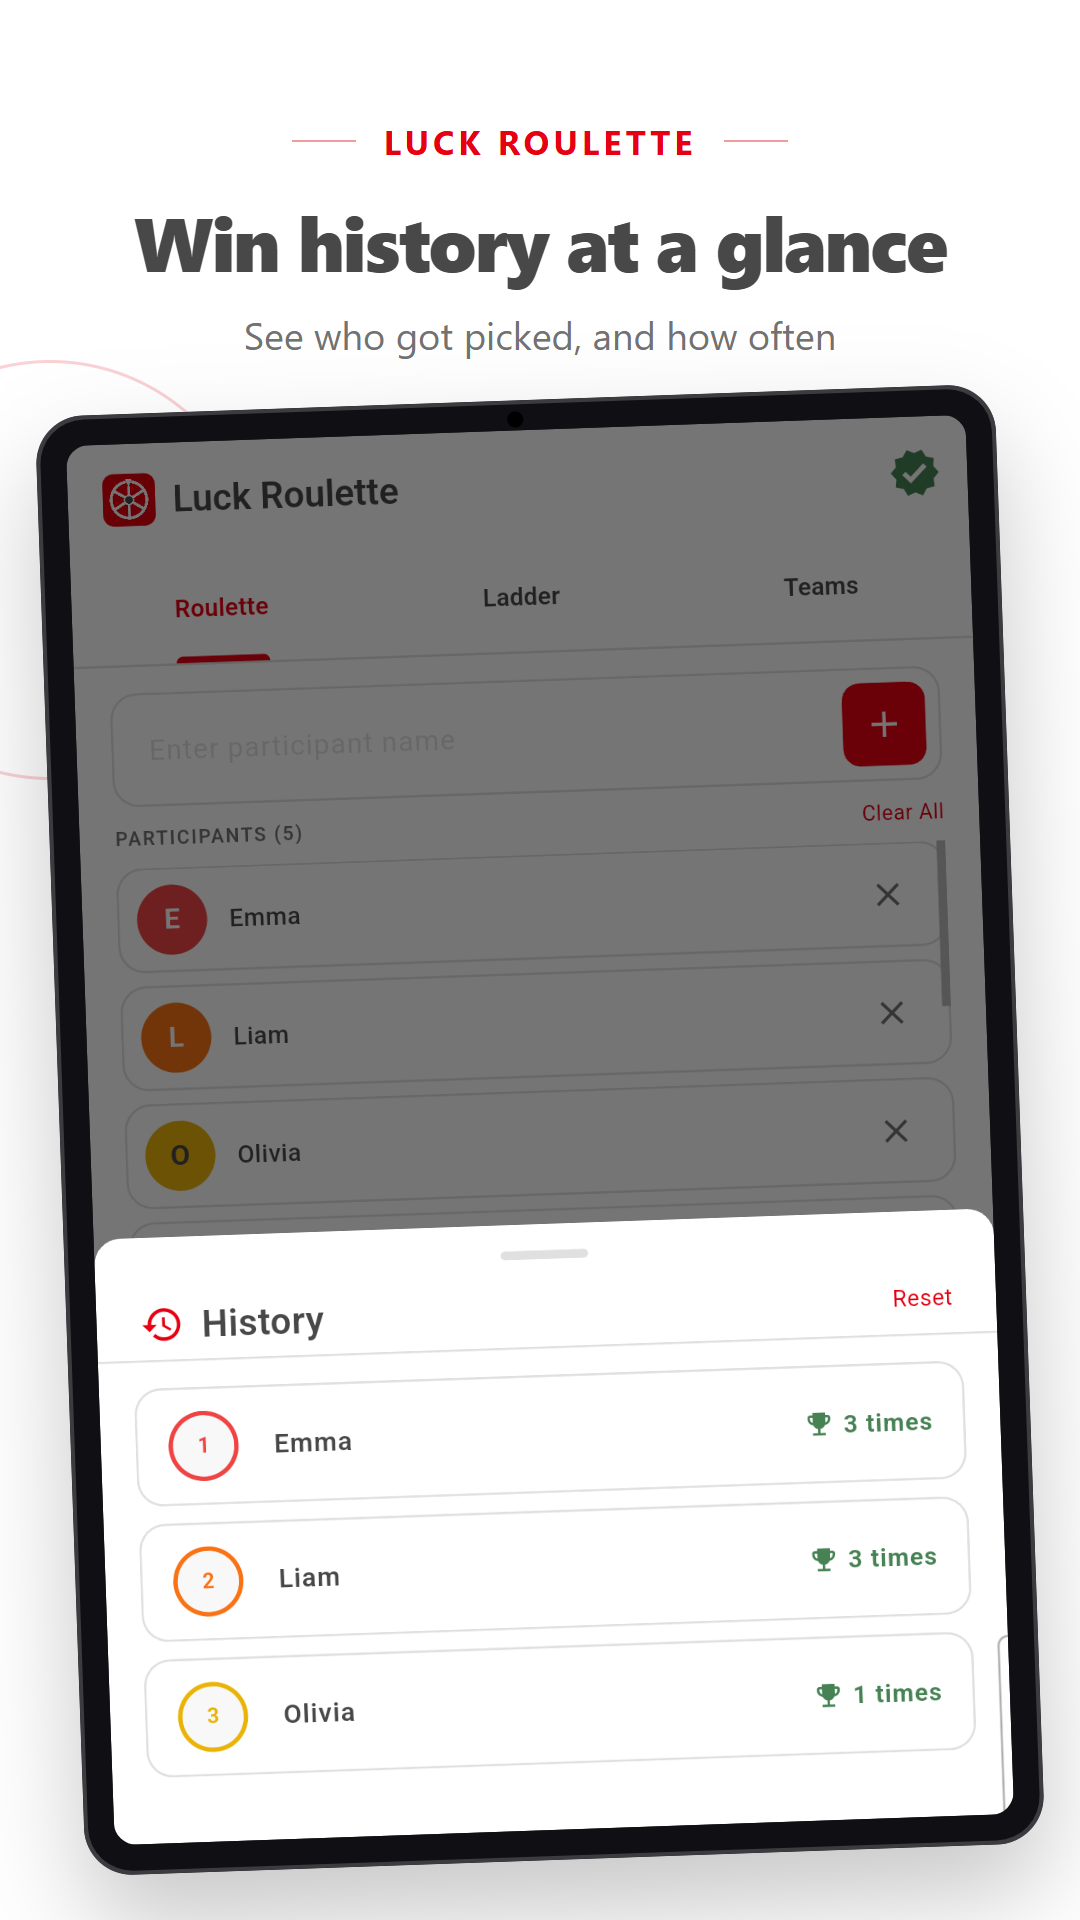 LUCK ROULETTE
Win history at a glance
See who got picked, and how often
Luck Roulette
Roulette Ladder Teams
Enter participant name
PARTICIPANTS (5) Clear All
E Emma
L Liam
O Olivia
History Reset
1 Emma 3 times
2 Liam 3 times
3 Olivia 1 times